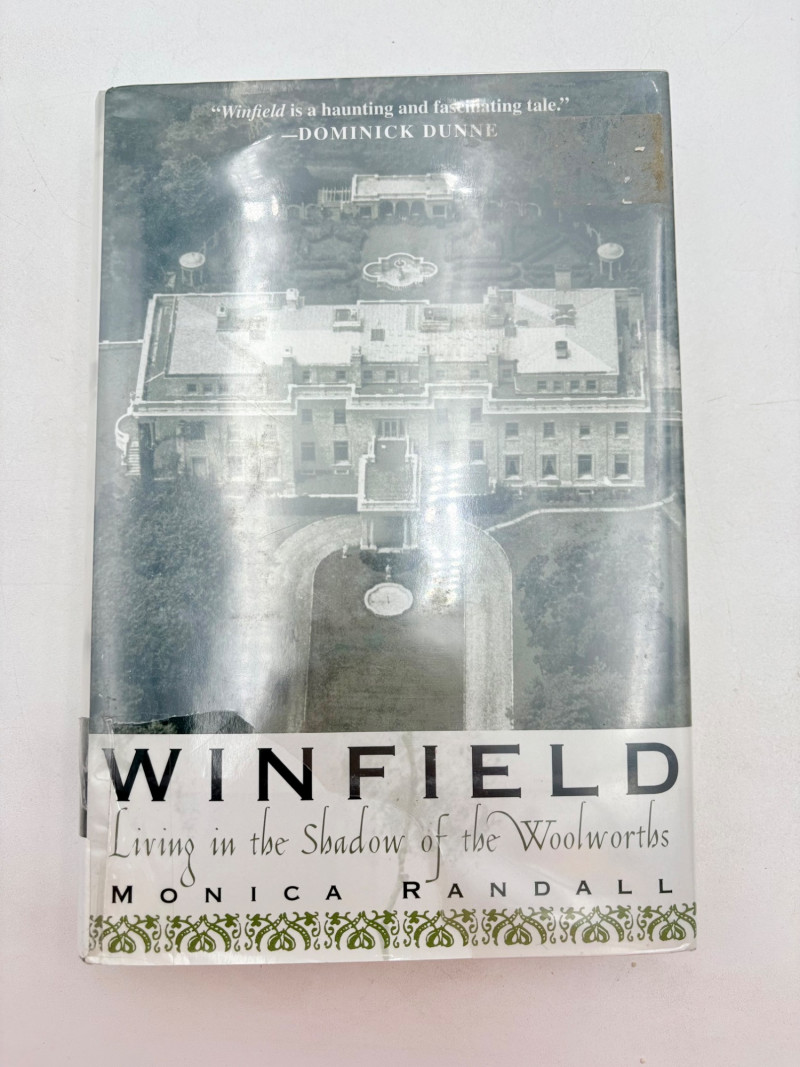 “Winfield is a haunting and fascinating tale.”
—DOMINICK DUNNE
WINFIELD
Living in the Shadow of the Woolworths
MONICA RANDALL